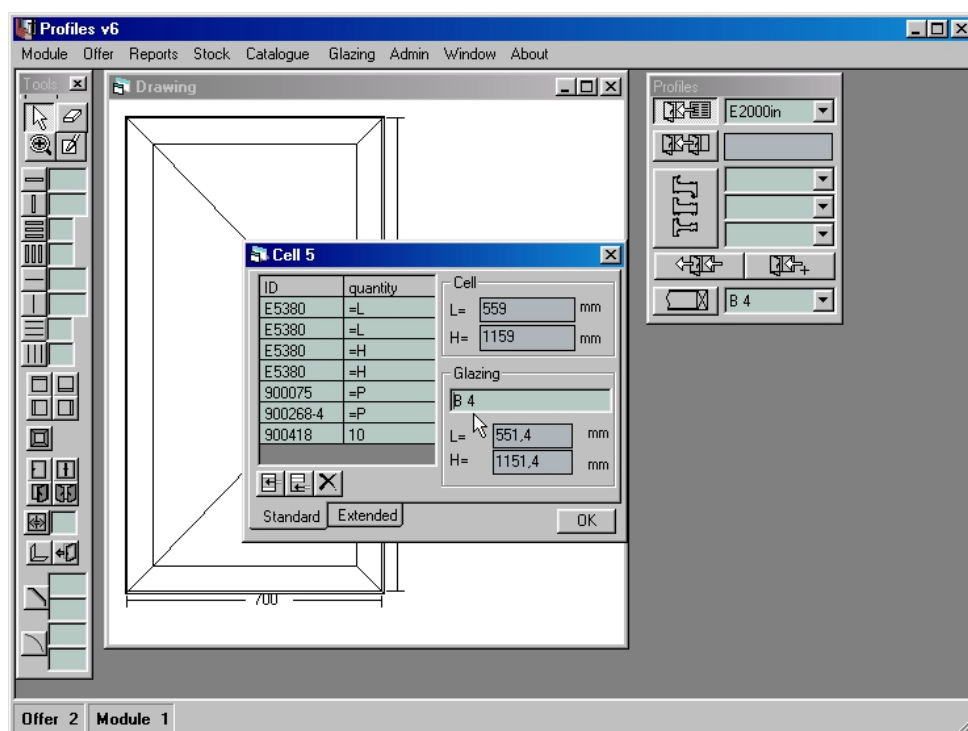 Profiles v6
Module Offer Reports Stock Catalogue Glazing Admin Window About
Tools
Drawing
700
Profiles
E2000in
B 4
Cell 5
ID quantity
E5380 =L
E5380 =L
E5380 =H
E5380 =H
900075 =P
900268-4 =P
900418 10
Cell
L= 559 mm
H= 1159 mm
Glazing
B 4
L= 551,4 mm
H= 1151,4 mm
Standard Extended
OK
Offer 2 Module 1